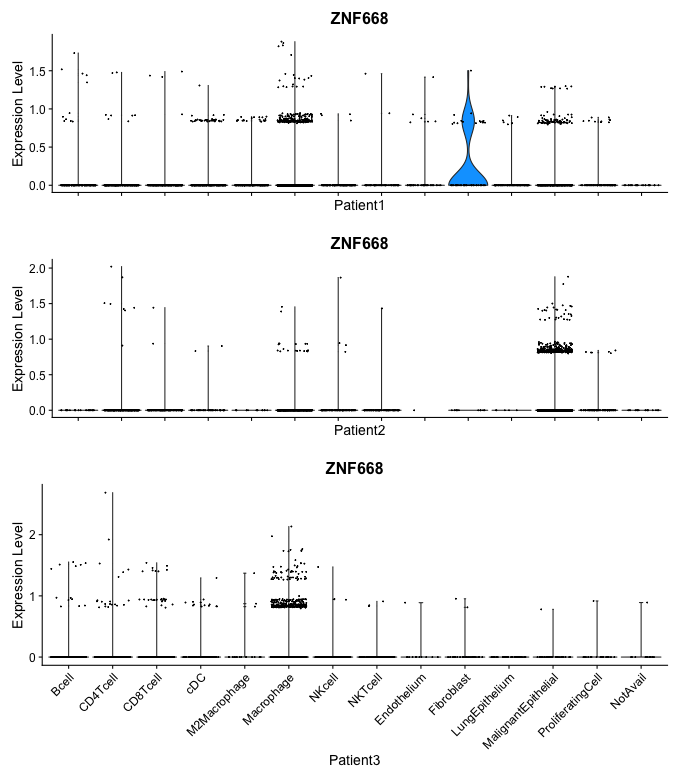 ZNF668
Expression Level
1.5
1.0
0.5
0.0
Patient1
ZNF668
Expression Level
2.0
1.5
1.0
0.5
0.0
Patient2
ZNF668
Expression Level
2
1
0
Bcell
CD4Tcell
CD8Tcell
cDC
M2Macrophage
Macrophage
NKcell
NKTcell
Endothelium
Fibroblast
LungEpithelium
MalignantEpithelial
ProliferatingCell
NotAvail
Patient3